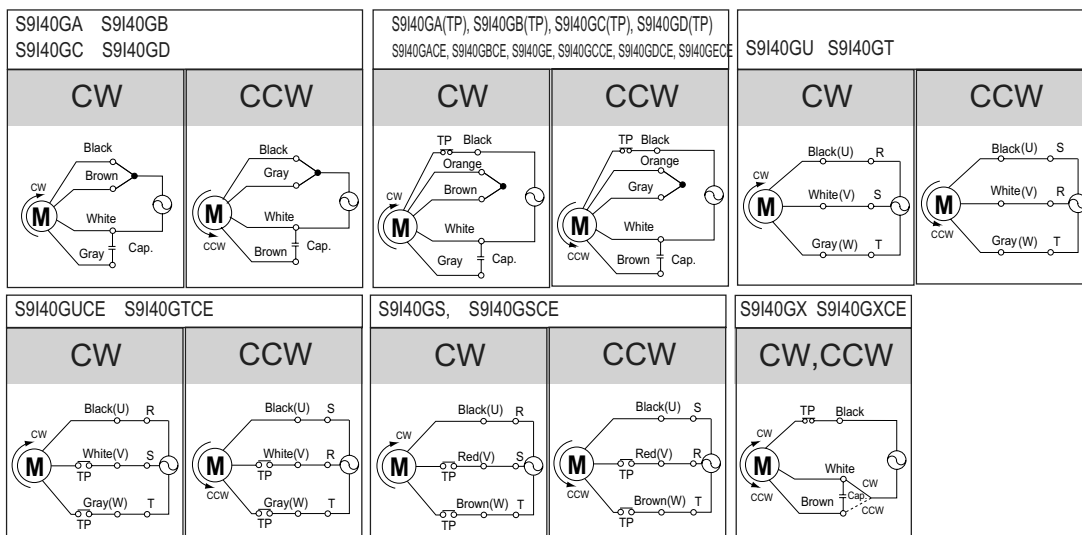 S9I40GA S9I40GB
S9I40GC S9I40GD
CW
CCW
Black
CW
Brown
M
White
Gray
Cap.
Black
Gray
M
White
CCW
Brown
Cap.
S9I40GA(TP), S9I40GB(TP), S9I40GC(TP), S9I40GD(TP)
S9I40GACE, S9I40GBCE, S9I40GE, S9I40GCCE, S9I40GDCE, S9I40GECE
CW
CCW
TP Black
Orange
CW
Brown
M
White
Gray
Cap.
TP Black
Orange
Gray
M
White
CCW
Brown
Cap.
S9I40GU S9I40GT
CW
CCW
Black(U) R
CW
White(V) S
M
Gray(W) T
Black(U) S
White(V) R
M
CCW
Gray(W) T
S9I40GUCE S9I40GTCE
CW
CCW
Black(U) R
CW
White(V) S
M
TP
Gray(W) T
TP
Black(U) S
White(V) R
M
TP
CCW
Gray(W) T
TP
S9I40GS, S9I40GSCE
CW
CCW
Black(U) R
CW
Red(V) S
M
TP
Brown(W) T
TP
Black(U) S
Red(V) R
M
TP
CCW
Brown(W) T
TP
S9I40GX S9I40GXCE
CW,CCW
TP Black
CW
M
White
CW
Cap.
Brown
CCW
CCW